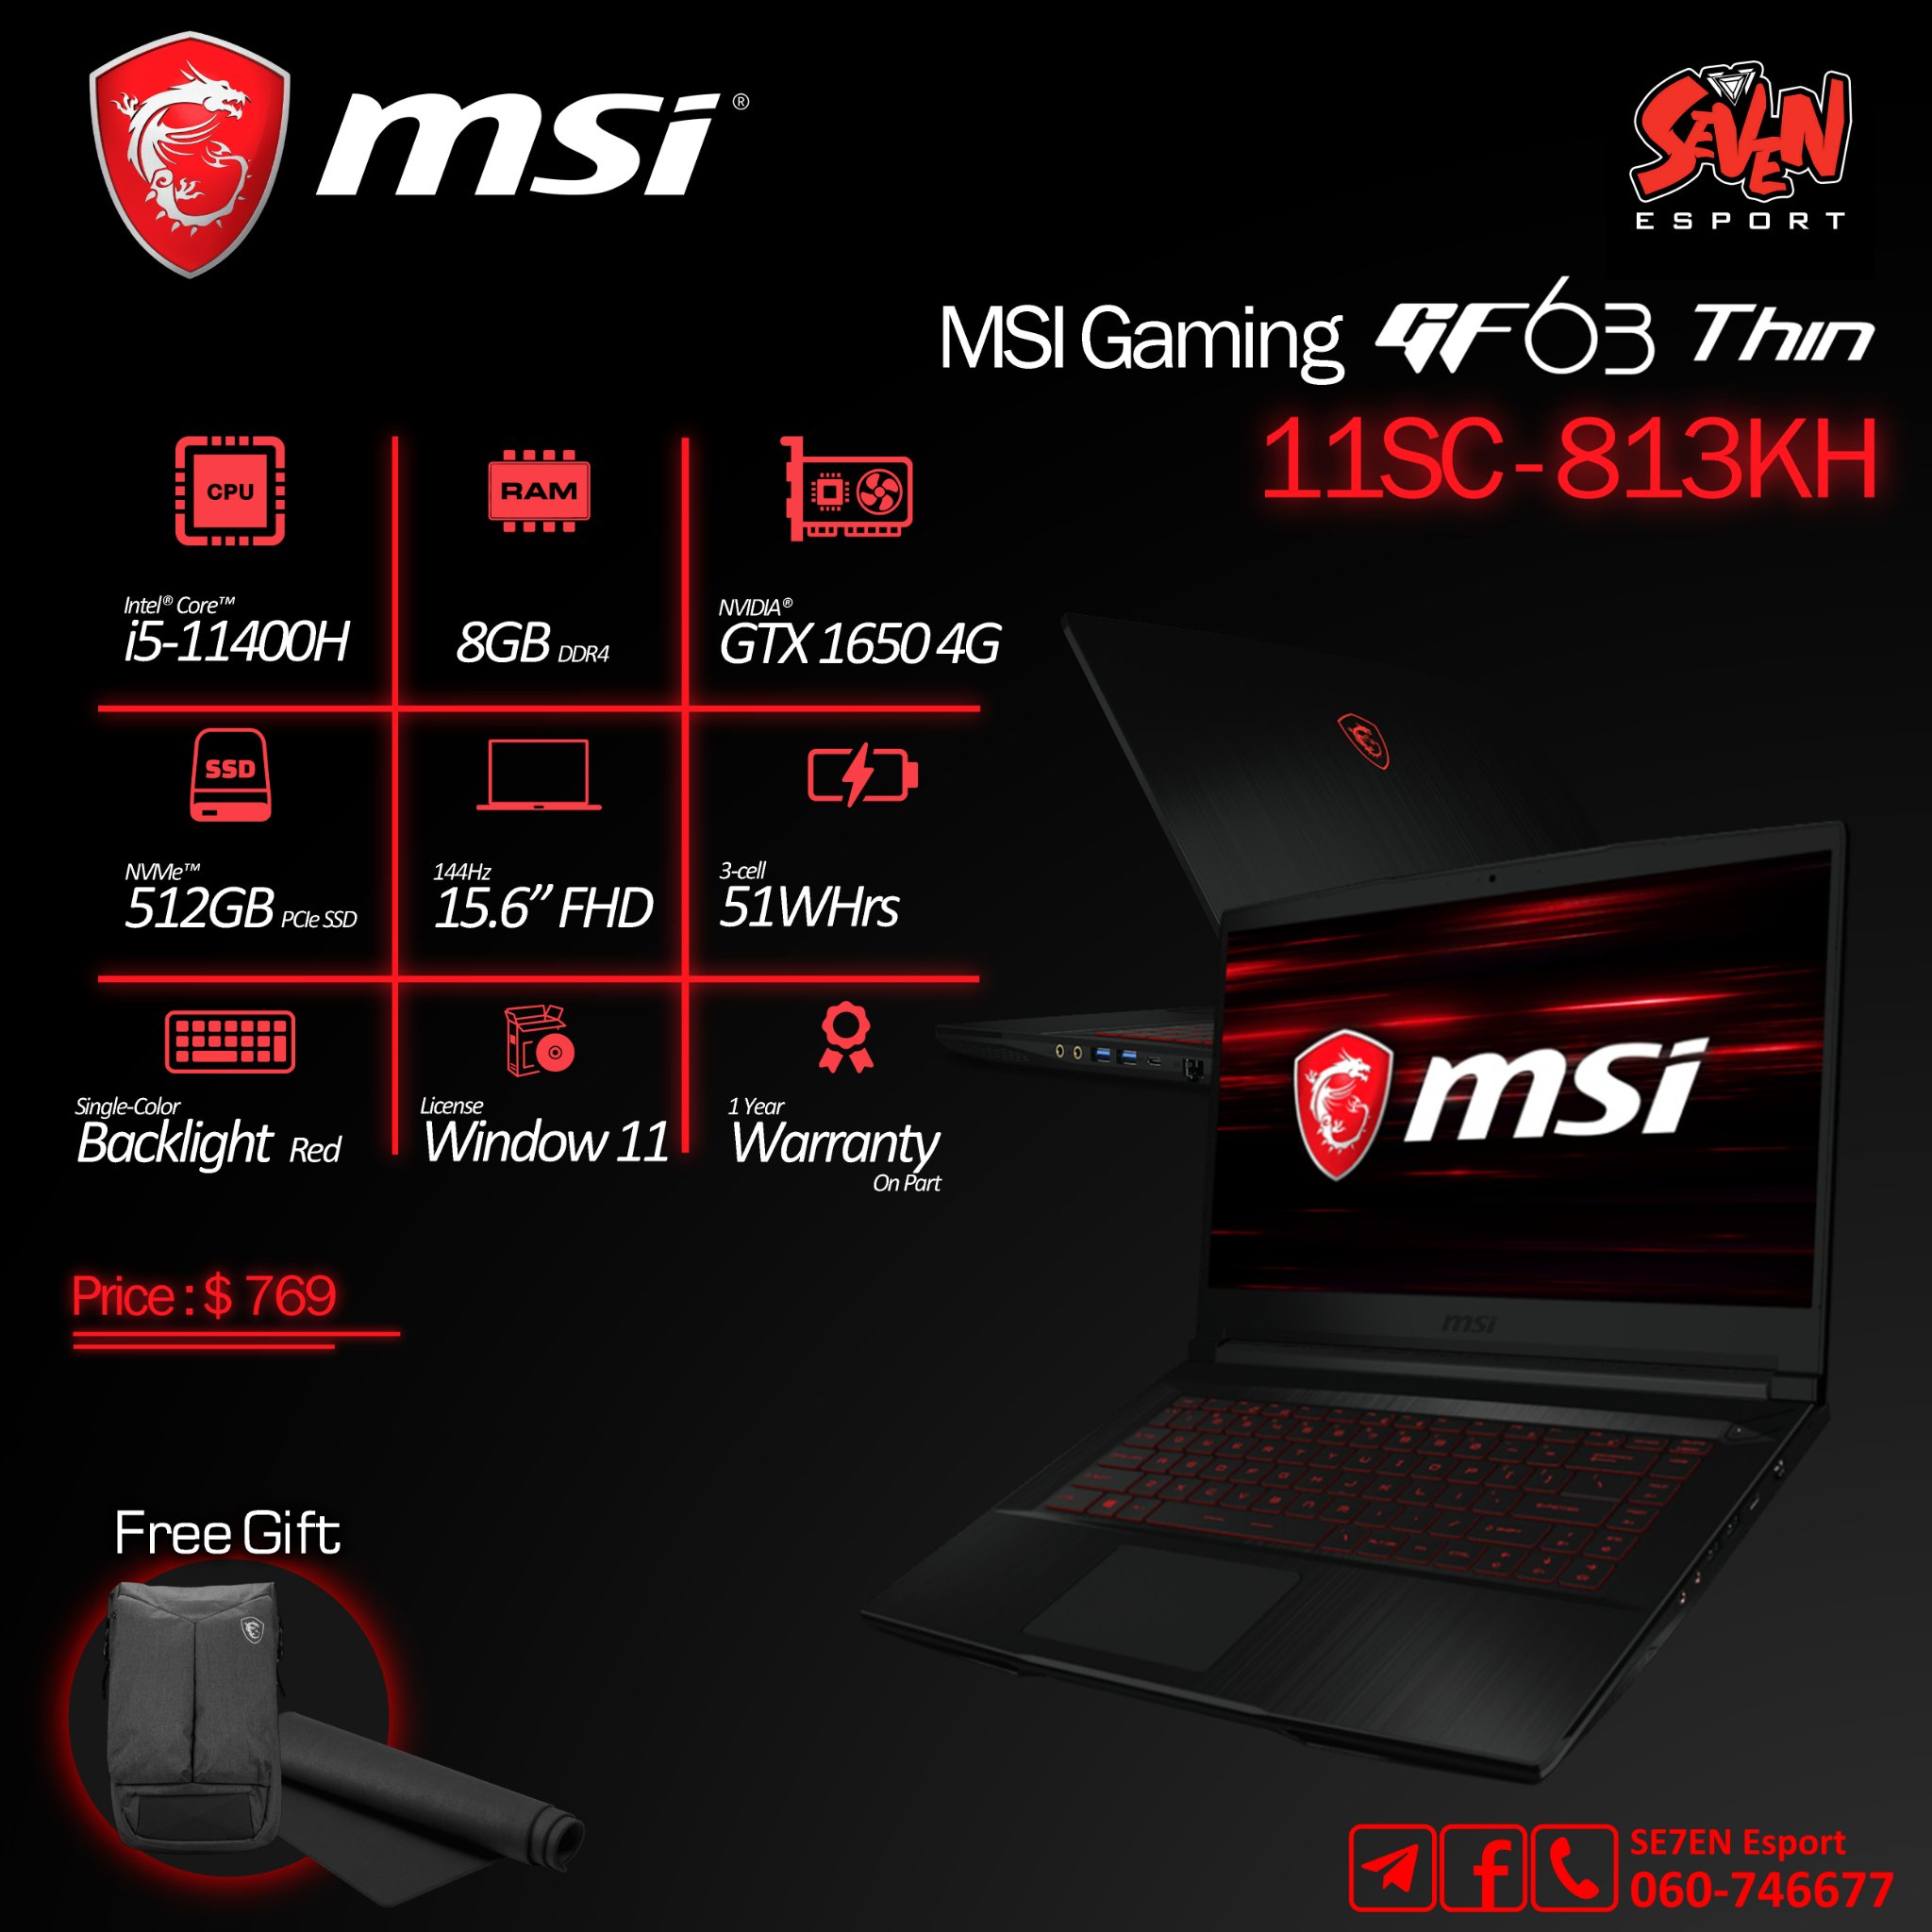 msi®
SEVEN
ESPORT
MSI Gaming GF63 Thin
11SC-813KH
CPU
RAM
Intel® Core™
i5-11400H
8GB DDR4
NVIDIA®
GTX 1650 4G
SSD
NVMe™
512GB PCIe SSD
144Hz
15.6” FHD
3-cell
51WHrs
Single-Color
Backlight Red
License
Window 11
1 Year
Warranty
On Part
msi
msi
Price : $ 769
Free Gift
SE7EN Esport
060-746677